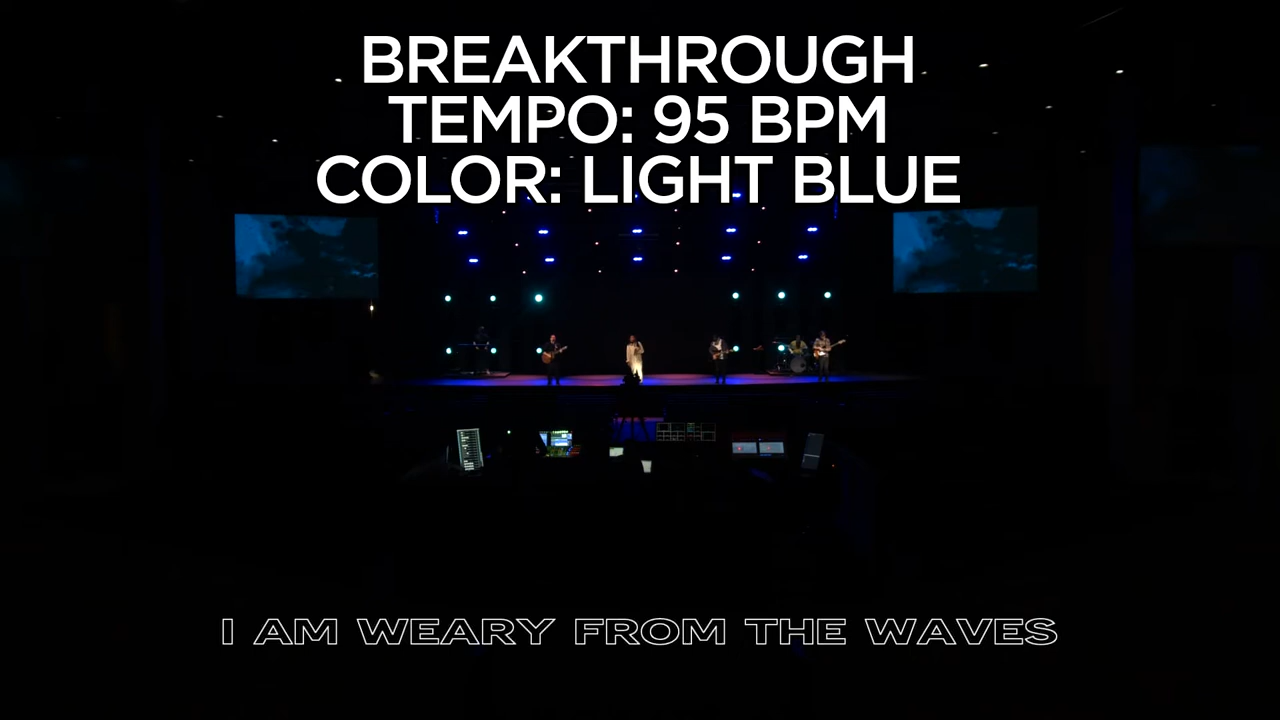 BREAKTHROUGH
TEMPO: 95 BPM
COLOR: LIGHT BLUE
I AM WEARY FROM THE WAVES